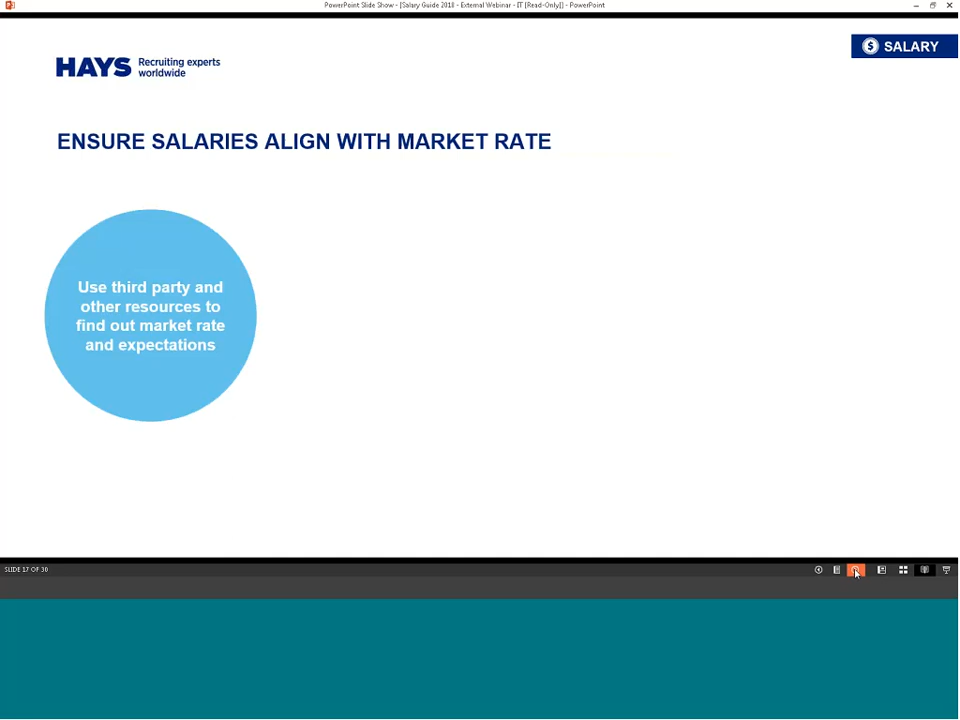 PowerPoint Slide Show - [Salary Guide 2018 - External Webinar - IT [Read-Only]] - PowerPoint
$ SALARY
HAYS Recruiting experts
worldwide
ENSURE SALARIES ALIGN WITH MARKET RATE
Use third party and
other resources to
find out market rate
and expectations
SLIDE 17 OF 30